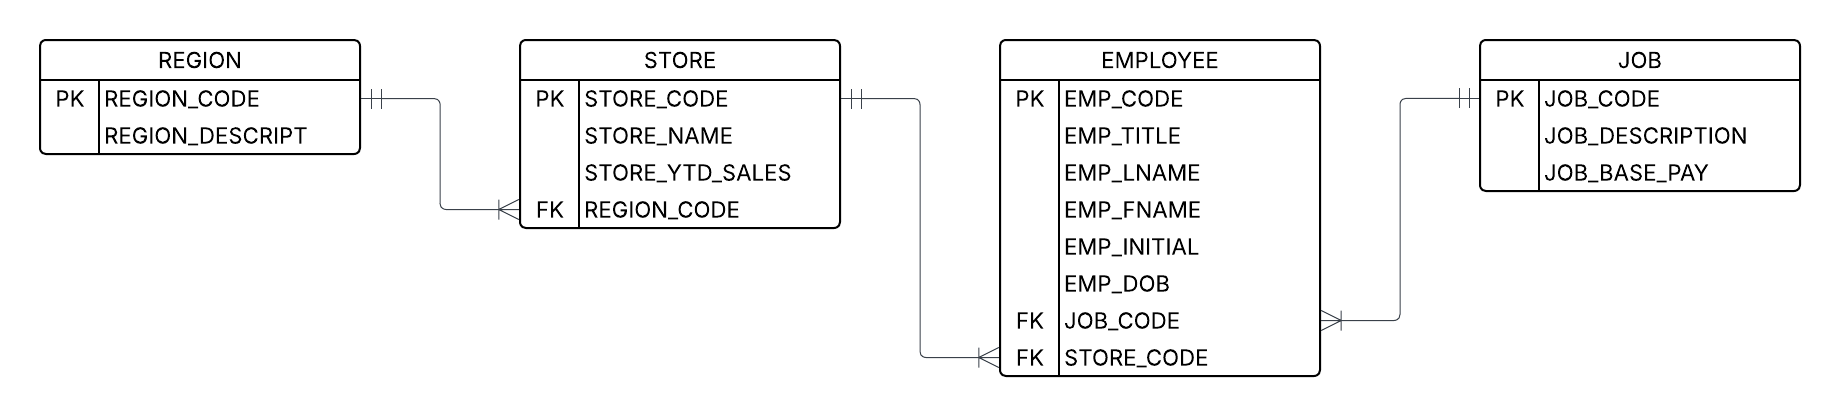 REGION
PK REGION_CODE
REGION_DESCRIPT
STORE
PK STORE_CODE
STORE_NAME
STORE_YTD_SALES
FK REGION_CODE
EMPLOYEE
PK EMP_CODE
EMP_TITLE
EMP_LNAME
EMP_FNAME
EMP_INITIAL
EMP_DOB
FK JOB_CODE
FK STORE_CODE
JOB
PK JOB_CODE
JOB_DESCRIPTION
JOB_BASE_PAY